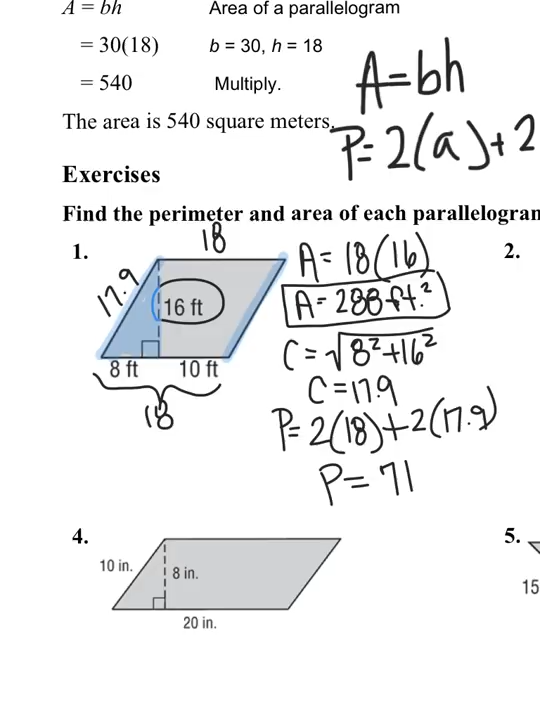 A = bh Area of a parallelogram
= 30(18) b = 30, h = 18
= 540 Multiply.
The area is 540 square meters.
A=bh
P=2(a)+2
Exercises
Find the perimeter and area of each parallelogram
1.
18
17.9
16 ft
8 ft 10 ft
18
A=18(16)
A=288ft.²
C=√8²+16²
C=17.9
P=2(18)+2(17.9)
P=71
2.
4.
10 in.
8 in.
20 in.
5.
15